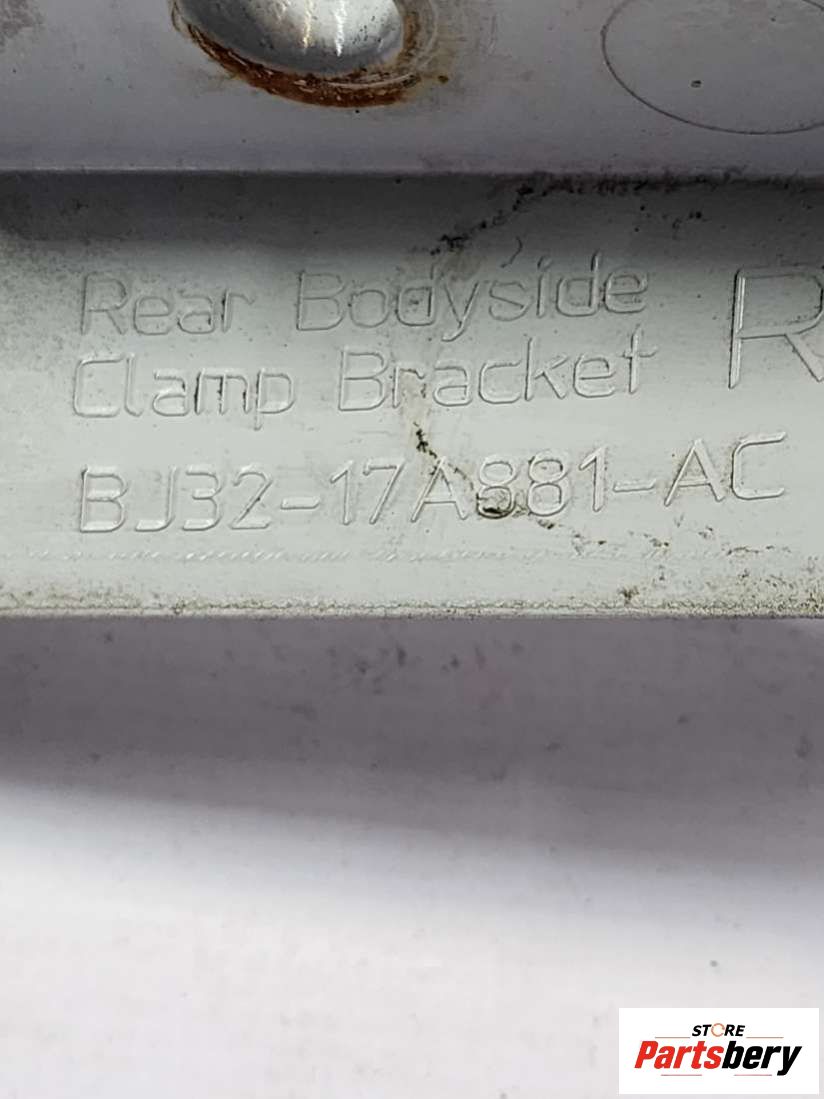 Rear Bodyside
Clamp Bracket
R
BJ32-17A881-AC
STORE
Partsbery